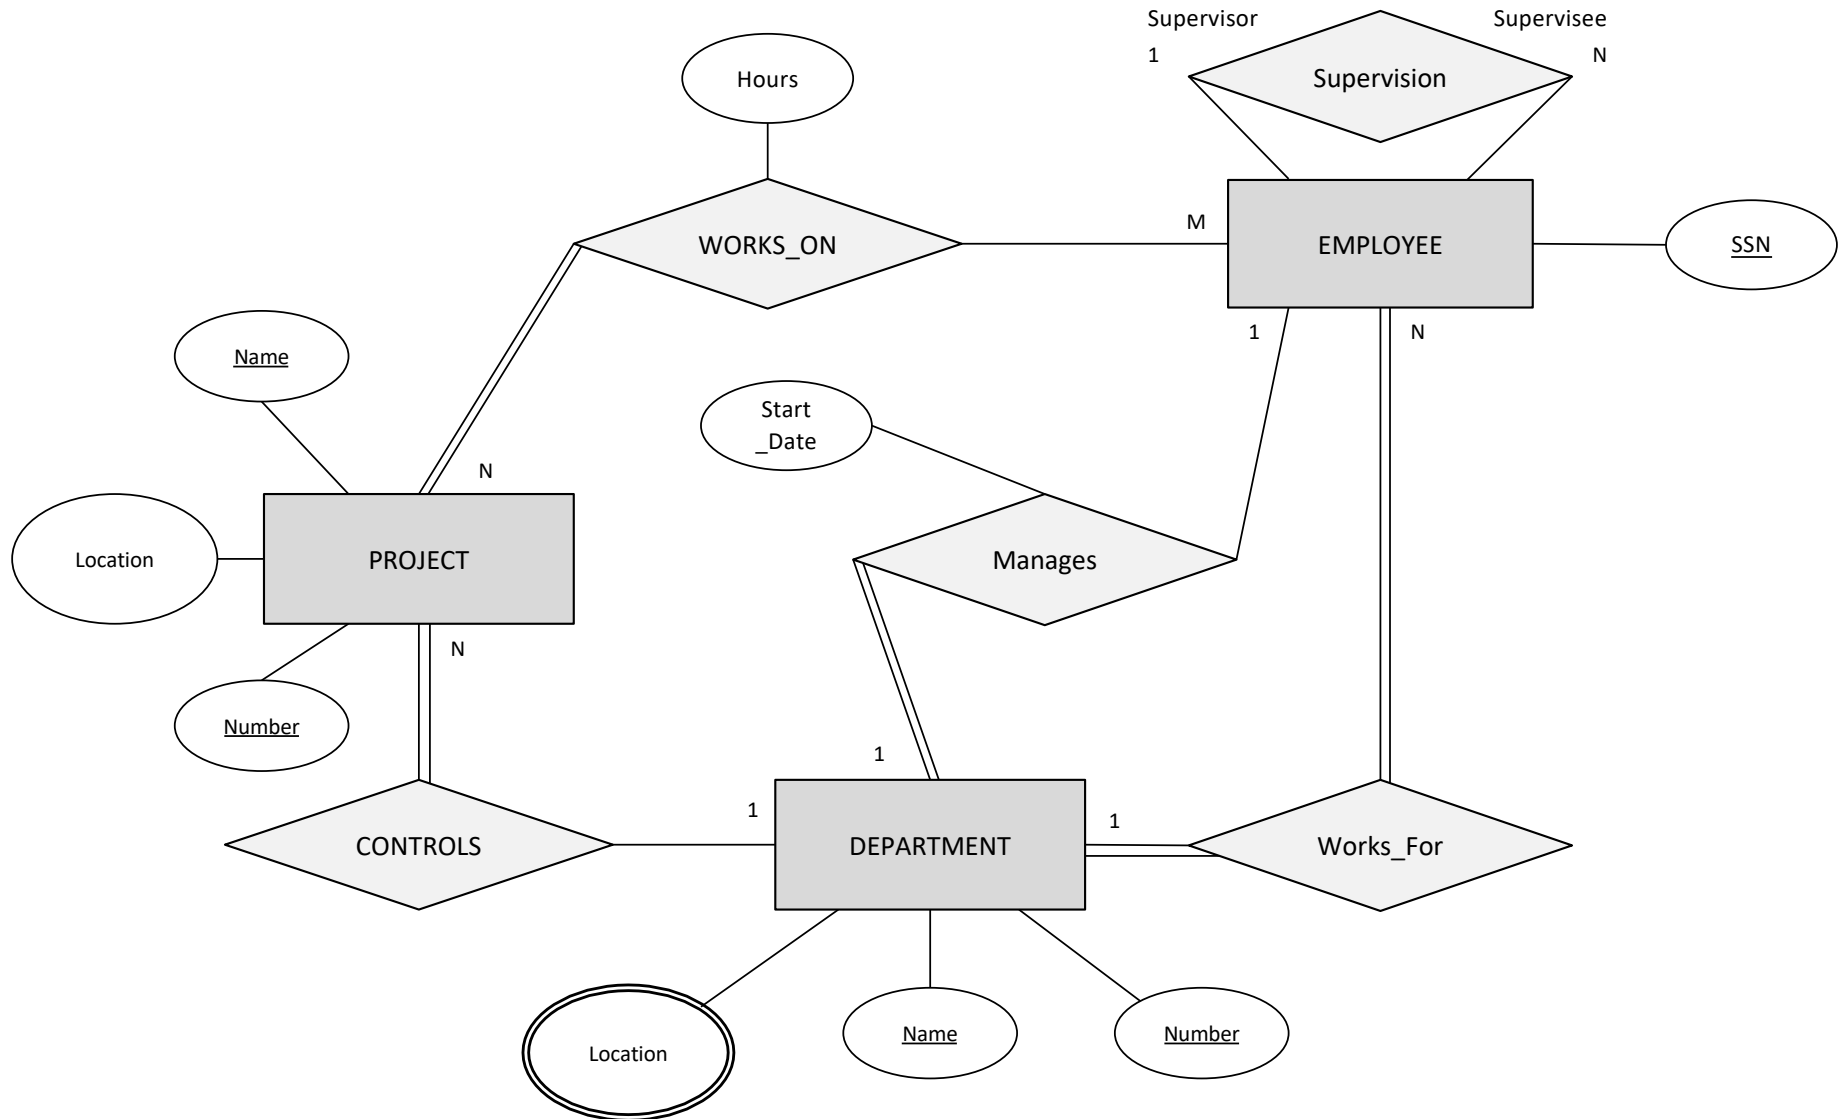 Supervisor
Supervisee
1
N
Supervision
Hours
M
WORKS_ON
EMPLOYEE
SSN
1
N
Name
Start
_Date
N
Location
PROJECT
Manages
N
Number
1
1
1
CONTROLS
DEPARTMENT
Works_For
Location
Name
Number